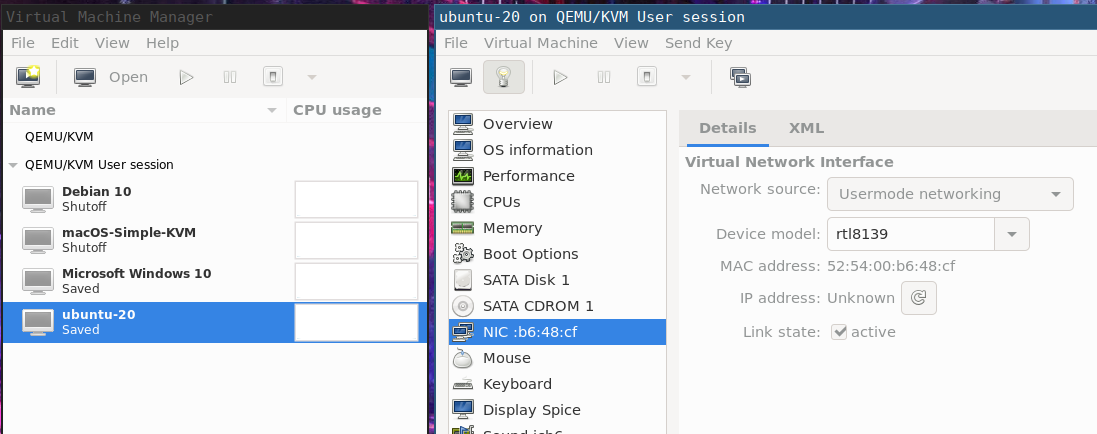 Virtual Machine Manager
File Edit View Help
Open
Name CPU usage
QEMU/KVM
QEMU/KVM User session
Debian 10
Shutoff
macOS-Simple-KVM
Shutoff
Microsoft Windows 10
Saved
ubuntu-20
Saved
ubuntu-20 on QEMU/KVM User session
File Virtual Machine View Send Key
Overview
OS information
Performance
CPUs
Memory
Boot Options
SATA Disk 1
SATA CDROM 1
NIC :b6:48:cf
Mouse
Keyboard
Display Spice
Sound ich6
Details XML
Virtual Network Interface
Network source: Usermode networking
Device model: rtl8139
MAC address: 52:54:00:b6:48:cf
IP address: Unknown
Link state: active